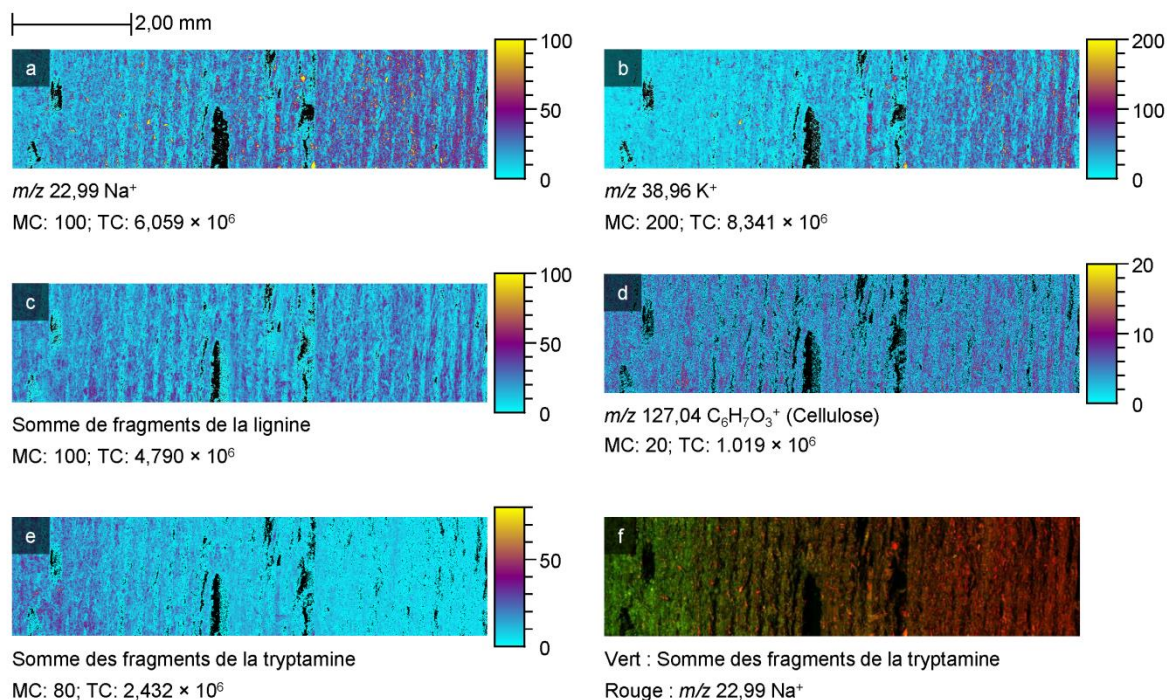 2,00 mm
a
100
50
0
m/z 22,99 Na⁺
MC: 100; TC: 6,059 × 10⁶
b
200
100
0
m/z 38,96 K⁺
MC: 200; TC: 8,341 × 10⁶
c
100
50
0
Somme de fragments de la lignine
MC: 100; TC: 4,790 × 10⁶
d
20
10
0
m/z 127,04 C₆H₇O₃⁺ (Cellulose)
MC: 20; TC: 1.019 × 10⁶
e
50
0
Somme des fragments de la tryptamine
MC: 80; TC: 2,432 × 10⁶
f
Vert : Somme des fragments de la tryptamine
Rouge : m/z 22,99 Na⁺